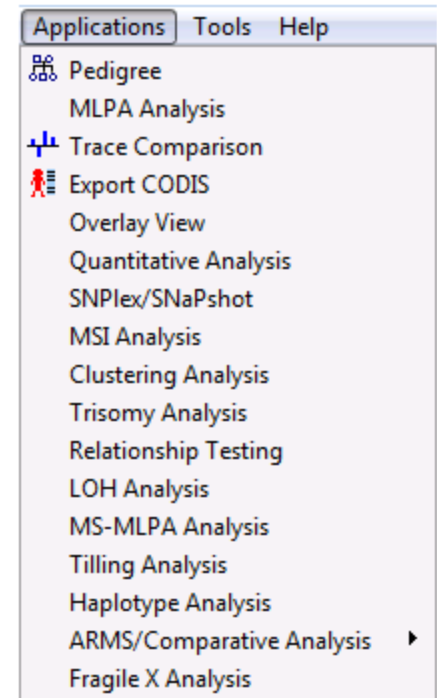 Applications Tools Help
Pedigree
MLPA Analysis
Trace Comparison
Export CODIS
Overlay View
Quantitative Analysis
SNPlex/SNaPshot
MSI Analysis
Clustering Analysis
Trisomy Analysis
Relationship Testing
LOH Analysis
MS-MLPA Analysis
Tilling Analysis
Haplotype Analysis
ARMS/Comparative Analysis
Fragile X Analysis